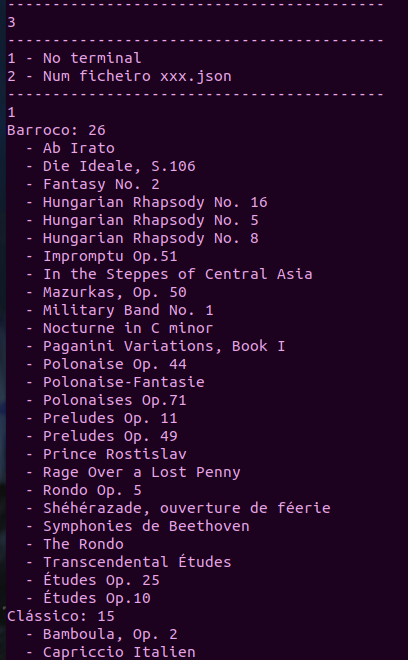 ------------------------------------------
3
------------------------------------------
1 - No terminal
2 - Num ficheiro xxx.json
------------------------------------------
1
Barroco: 26
  - Ab Irato
  - Die Ideale, S.106
  - Fantasy No. 2
  - Hungarian Rhapsody No. 16
  - Hungarian Rhapsody No. 5
  - Hungarian Rhapsody No. 8
  - Impromptu Op.51
  - In the Steppes of Central Asia
  - Mazurkas, Op. 50
  - Military Band No. 1
  - Nocturne in C minor
  - Paganini Variations, Book I
  - Polonaise Op. 44
  - Polonaise-Fantasie
  - Polonaises Op.71
  - Preludes Op. 11
  - Preludes Op. 49
  - Prince Rostislav
  - Rage Over a Lost Penny
  - Rondo Op. 5
  - Shéhérazade, ouverture de féerie
  - Symphonies de Beethoven
  - The Rondo
  - Transcendental Études
  - Études Op. 25
  - Études Op.10
Clássico: 15
  - Bamboula, Op. 2
  - Capriccio Italien